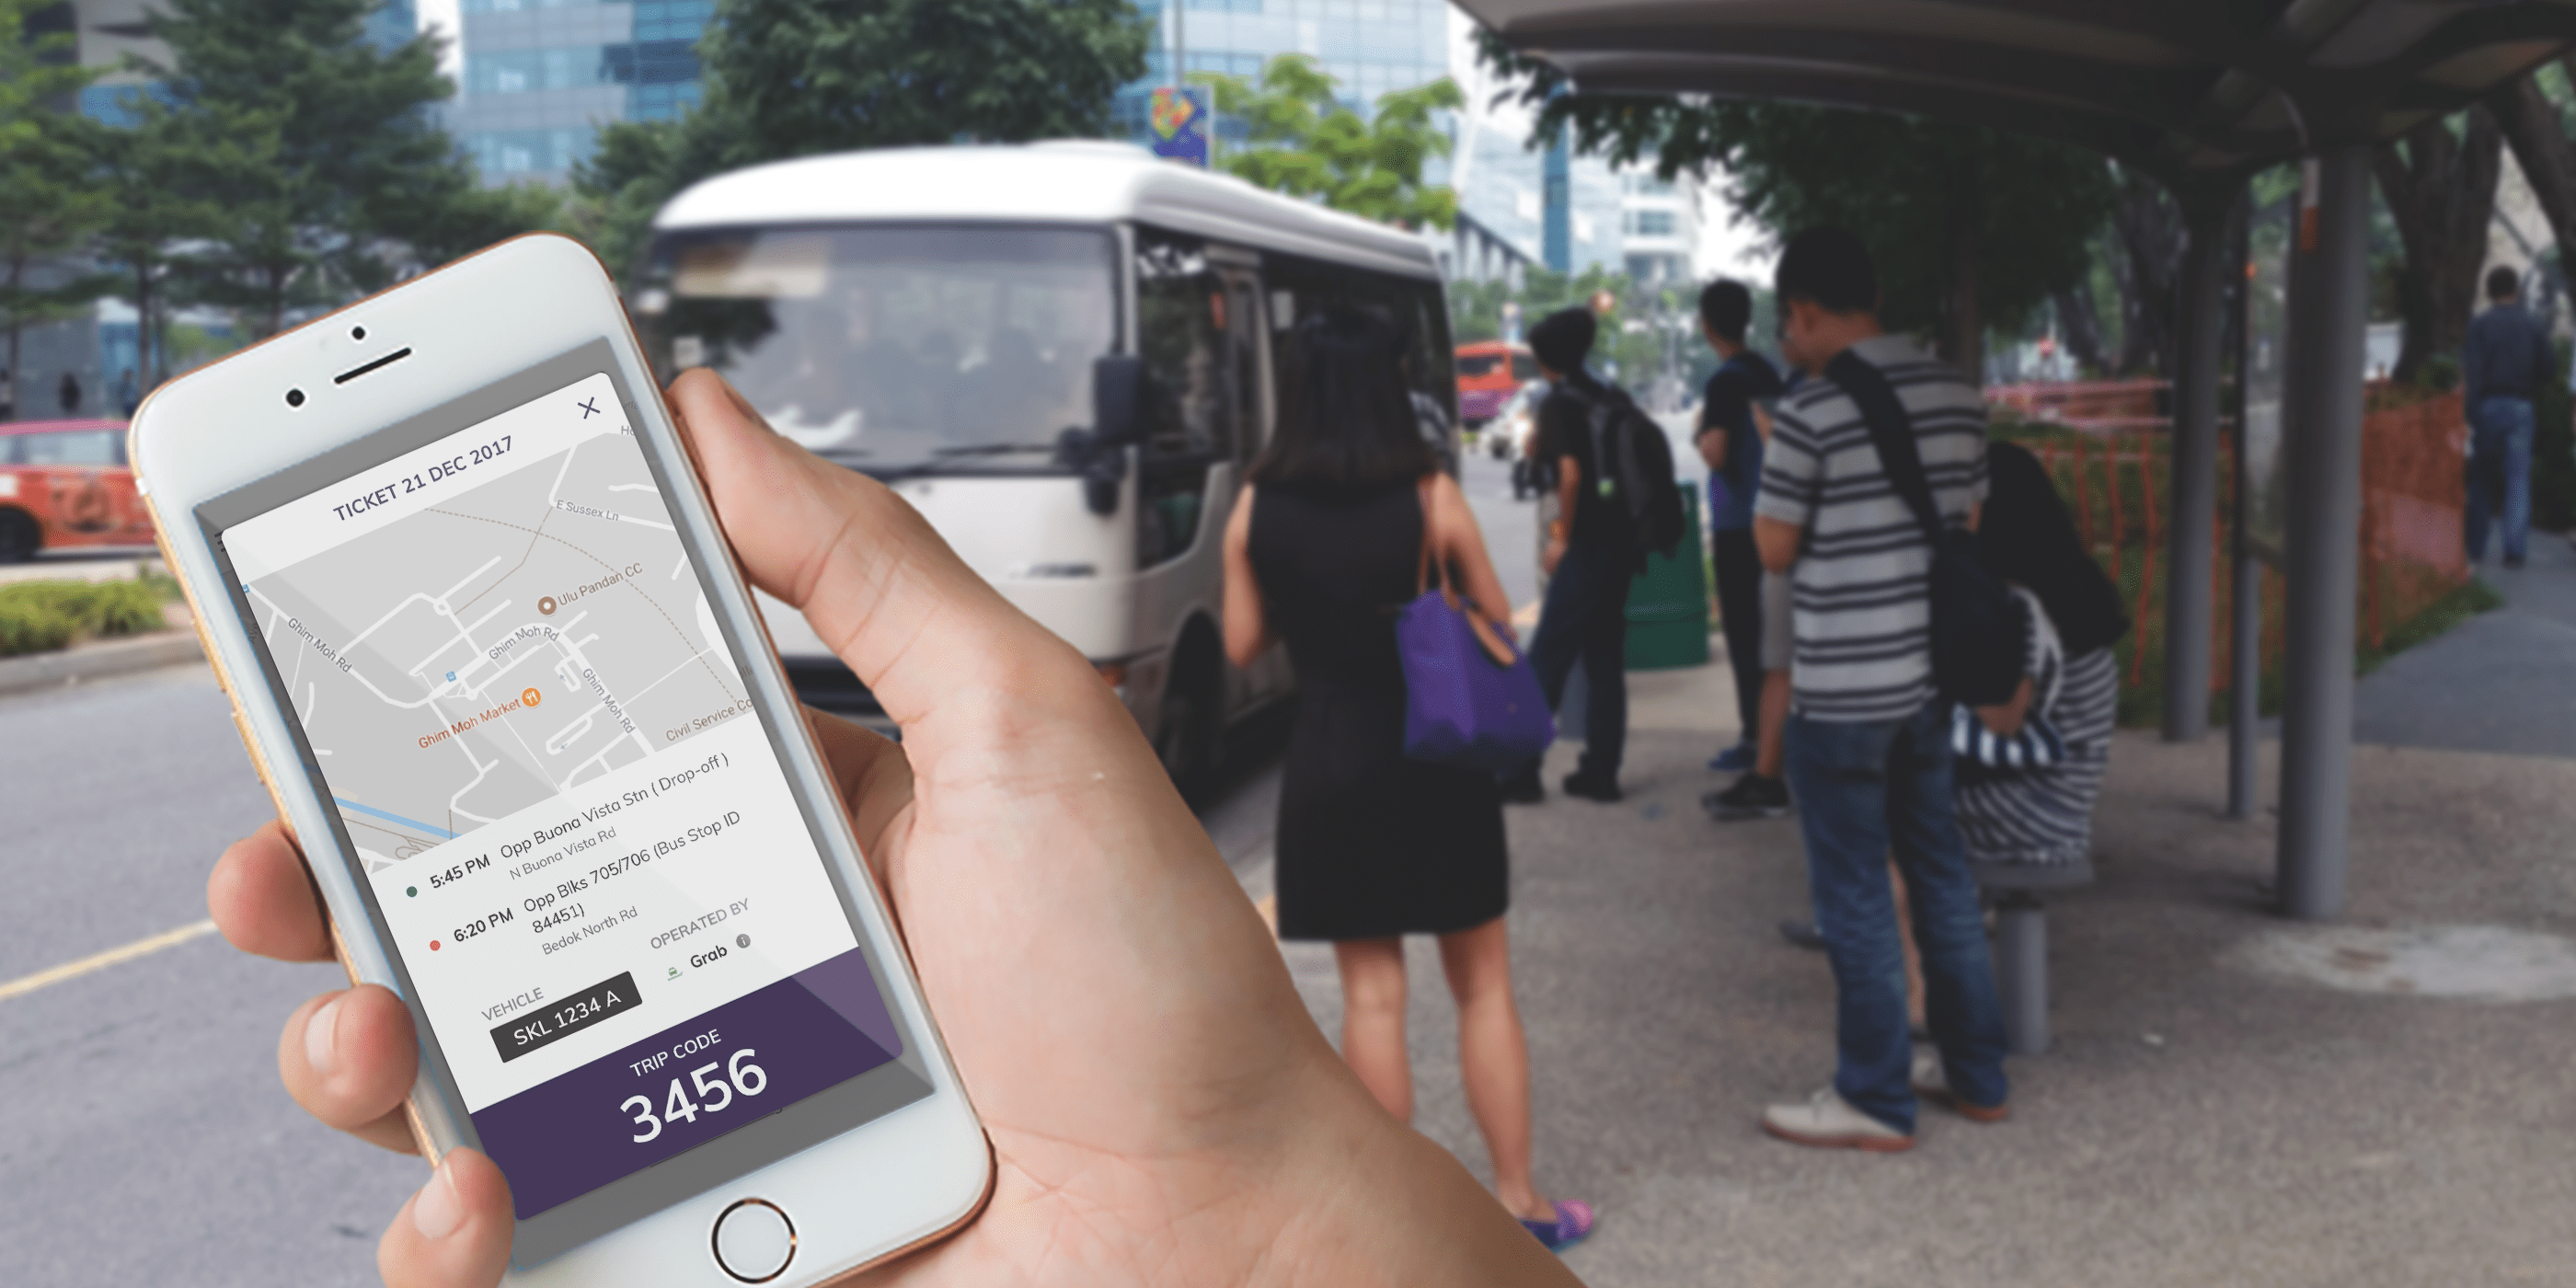 TICKET 21 DEC 2017
E Sussex Ln
Ulu Pandan CC
Ghim Moh Rd
Ghim Moh Rd
Ghim Moh Rd
Ghim Moh Market
Civil Service
5:45 PM Opp Buona Vista Stn ( Drop-off )
N Buona Vista Rd
6:20 PM Opp Blks 705/706 (Bus Stop ID
84451)
Bedok North Rd
VEHICLE
SKL 1234 A
OPERATED BY
Grab
TRIP CODE
3456